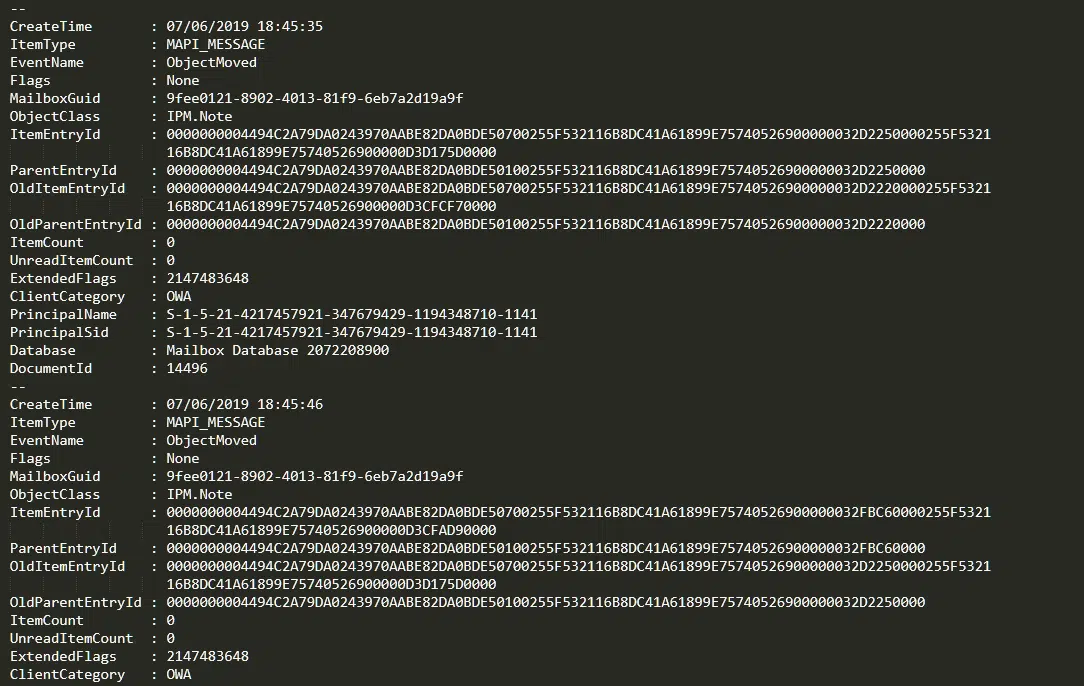 --
CreateTime       : 07/06/2019 18:45:35
ItemType         : MAPI_MESSAGE
EventName        : ObjectMoved
Flags            : None
MailboxGuid      : 9fee0121-8902-4013-81f9-6eb7a2d19a9f
ObjectClass      : IPM.Note
ItemEntryId      : 0000000004494C2A79DA0243970AABE82DA0BDE50700255F532116B8DC41A61899E75740526900000032D2250000255F5321
                   16B8DC41A61899E75740526900000D3D175D0000
ParentEntryId    : 0000000004494C2A79DA0243970AABE82DA0BDE50100255F532116B8DC41A61899E75740526900000032D2250000
OldItemEntryId   : 0000000004494C2A79DA0243970AABE82DA0BDE50700255F532116B8DC41A61899E75740526900000032D2220000255F5321
                   16B8DC41A61899E75740526900000D3CFCF70000
OldParentEntryId : 0000000004494C2A79DA0243970AABE82DA0BDE50100255F532116B8DC41A61899E75740526900000032D2220000
ItemCount        : 0
UnreadItemCount  : 0
ExtendedFlags    : 2147483648
ClientCategory   : OWA
PrincipalName    : S-1-5-21-4217457921-347679429-1194348710-1141
PrincipalSid     : S-1-5-21-4217457921-347679429-1194348710-1141
Database         : Mailbox Database 2072208900
DocumentId       : 14496
--
CreateTime       : 07/06/2019 18:45:46
ItemType         : MAPI_MESSAGE
EventName        : ObjectMoved
Flags            : None
MailboxGuid      : 9fee0121-8902-4013-81f9-6eb7a2d19a9f
ObjectClass      : IPM.Note
ItemEntryId      : 0000000004494C2A79DA0243970AABE82DA0BDE50700255F532116B8DC41A61899E75740526900000032FBC60000255F5321
                   16B8DC41A61899E75740526900000D3CFAD90000
ParentEntryId    : 0000000004494C2A79DA0243970AABE82DA0BDE50100255F532116B8DC41A61899E75740526900000032FBC60000
OldItemEntryId   : 0000000004494C2A79DA0243970AABE82DA0BDE50700255F532116B8DC41A61899E75740526900000032D2250000255F5321
                   16B8DC41A61899E75740526900000D3D175D0000
OldParentEntryId : 0000000004494C2A79DA0243970AABE82DA0BDE50100255F532116B8DC41A61899E75740526900000032D2250000
ItemCount        : 0
UnreadItemCount  : 0
ExtendedFlags    : 2147483648
ClientCategory   : OWA